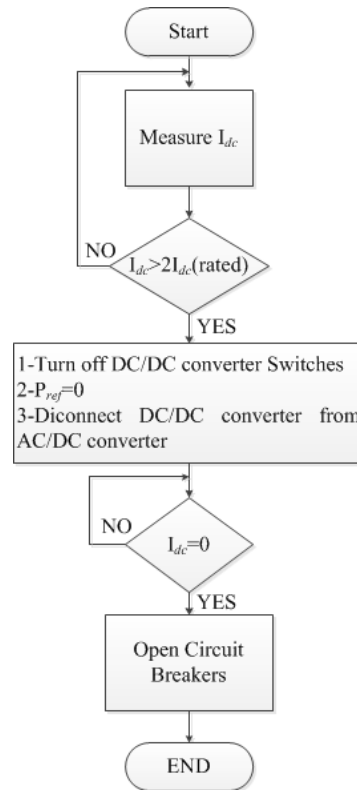 Start
Measure I_dc
I_dc>2I_dc(rated)
NO
YES
1-Turn off DC/DC converter Switches
2-P_ref=0
3-Diconnect DC/DC converter from
AC/DC converter
NO
I_dc=0
YES
Open Circuit
Breakers
END